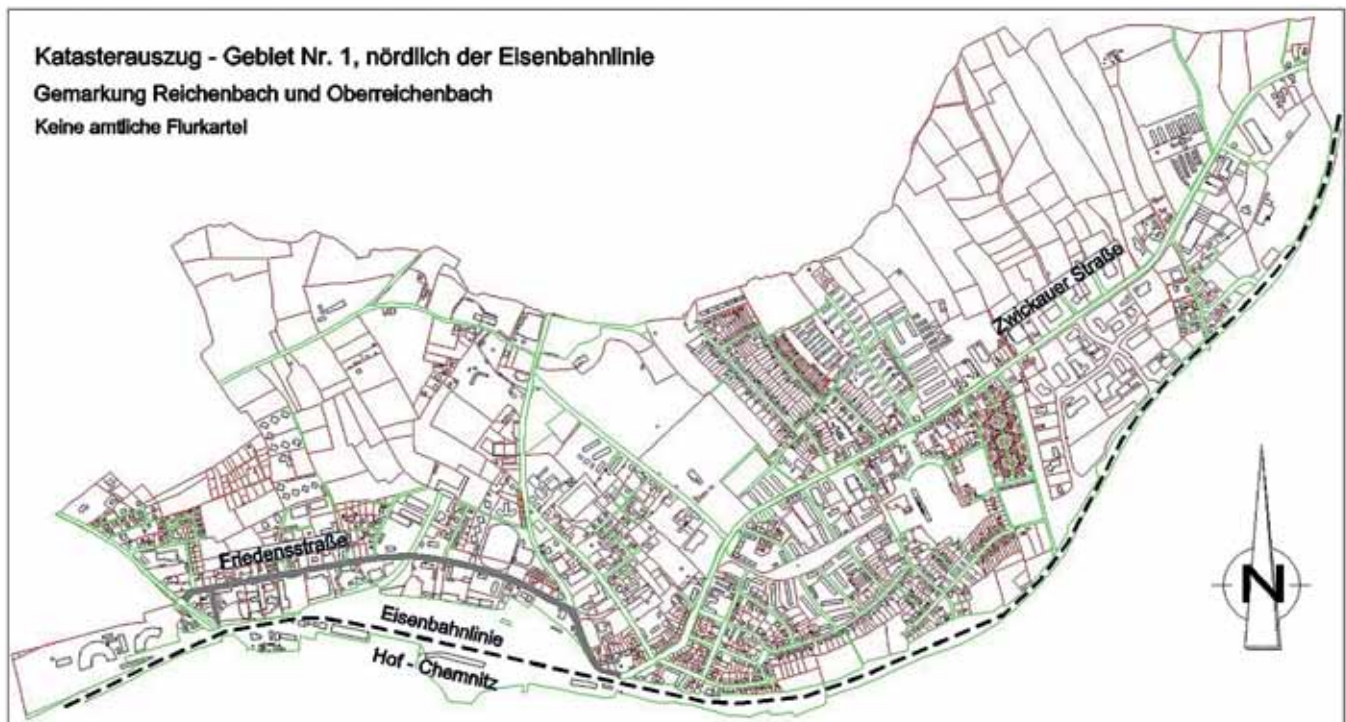 Katasterauszug - Gebiet Nr. 1, nördlich der Eisenbahnlinie
Gemarkung Reichenbach und Oberreichenbach
Keine amtliche Flurkarte!
Zwickauer Straße
Friedensstraße
Eisenbahnlinie
Hof - Chemnitz
N